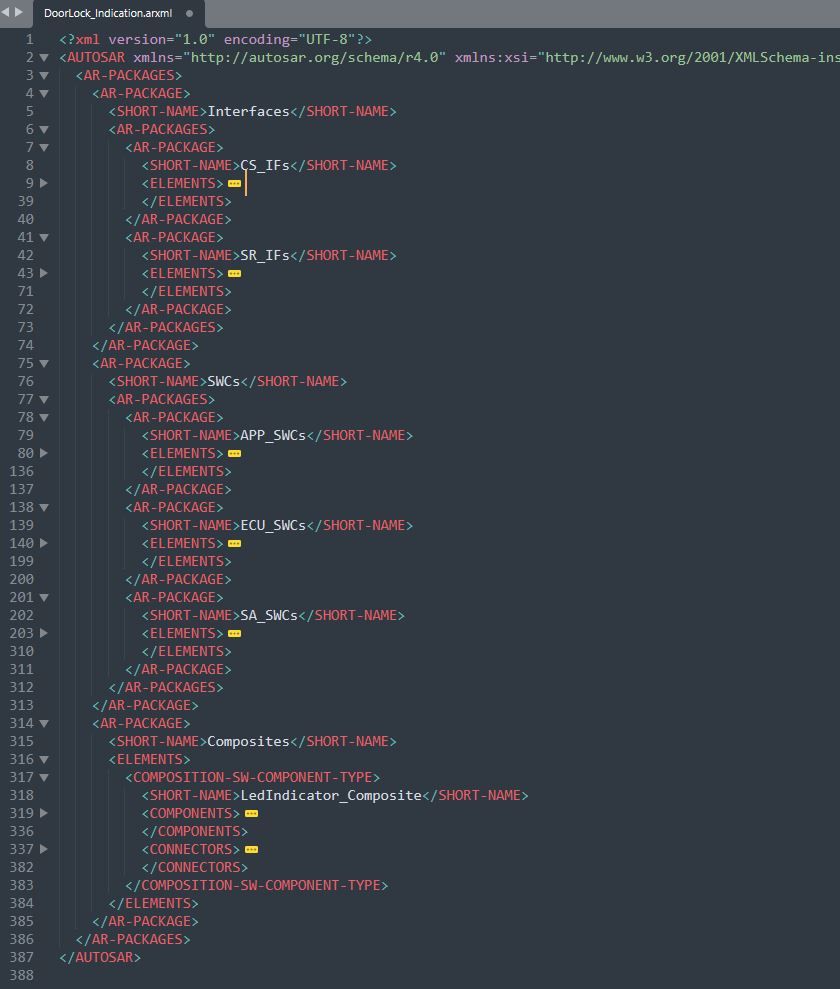 DoorLock_Indication.arxml
1 <?xml version="1.0" encoding="UTF-8"?>
2 <AUTOSAR xmlns="http://autosar.org/schema/r4.0" xmlns:xsi="http://www.w3.org/2001/XMLSchema-ins
3 <AR-PACKAGES>
4 <AR-PACKAGE>
5 <SHORT-NAME>Interfaces</SHORT-NAME>
6 <AR-PACKAGES>
7 <AR-PACKAGE>
8 <SHORT-NAME>CS_IFs</SHORT-NAME>
9 <ELEMENTS>
39 </ELEMENTS>
40 </AR-PACKAGE>
41 <AR-PACKAGE>
42 <SHORT-NAME>SR_IFs</SHORT-NAME>
43 <ELEMENTS>
71 </ELEMENTS>
72 </AR-PACKAGE>
73 </AR-PACKAGES>
74 </AR-PACKAGE>
75 <AR-PACKAGE>
76 <SHORT-NAME>SWCs</SHORT-NAME>
77 <AR-PACKAGES>
78 <AR-PACKAGE>
79 <SHORT-NAME>APP_SWCs</SHORT-NAME>
80 <ELEMENTS>
136 </ELEMENTS>
137 </AR-PACKAGE>
138 <AR-PACKAGE>
139 <SHORT-NAME>ECU_SWCs</SHORT-NAME>
140 <ELEMENTS>
199 </ELEMENTS>
200 </AR-PACKAGE>
201 <AR-PACKAGE>
202 <SHORT-NAME>SA_SWCs</SHORT-NAME>
203 <ELEMENTS>
310 </ELEMENTS>
311 </AR-PACKAGE>
312 </AR-PACKAGES>
313 </AR-PACKAGE>
314 <AR-PACKAGE>
315 <SHORT-NAME>Composites</SHORT-NAME>
316 <ELEMENTS>
317 <COMPOSITION-SW-COMPONENT-TYPE>
318 <SHORT-NAME>LedIndicator_Composite</SHORT-NAME>
319 <COMPONENTS>
336 </COMPONENTS>
337 <CONNECTORS>
382 </CONNECTORS>
383 </COMPOSITION-SW-COMPONENT-TYPE>
384 </ELEMENTS>
385 </AR-PACKAGE>
386 </AR-PACKAGES>
387 </AUTOSAR>
388